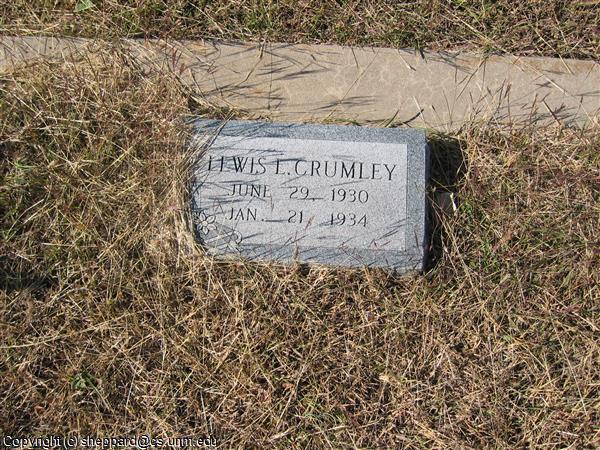 LEWIS E. CRUMLEY
JUNE 29, 1930
JAN. 21, 1934
Copyright (c) sheppard@cs.unm.edu